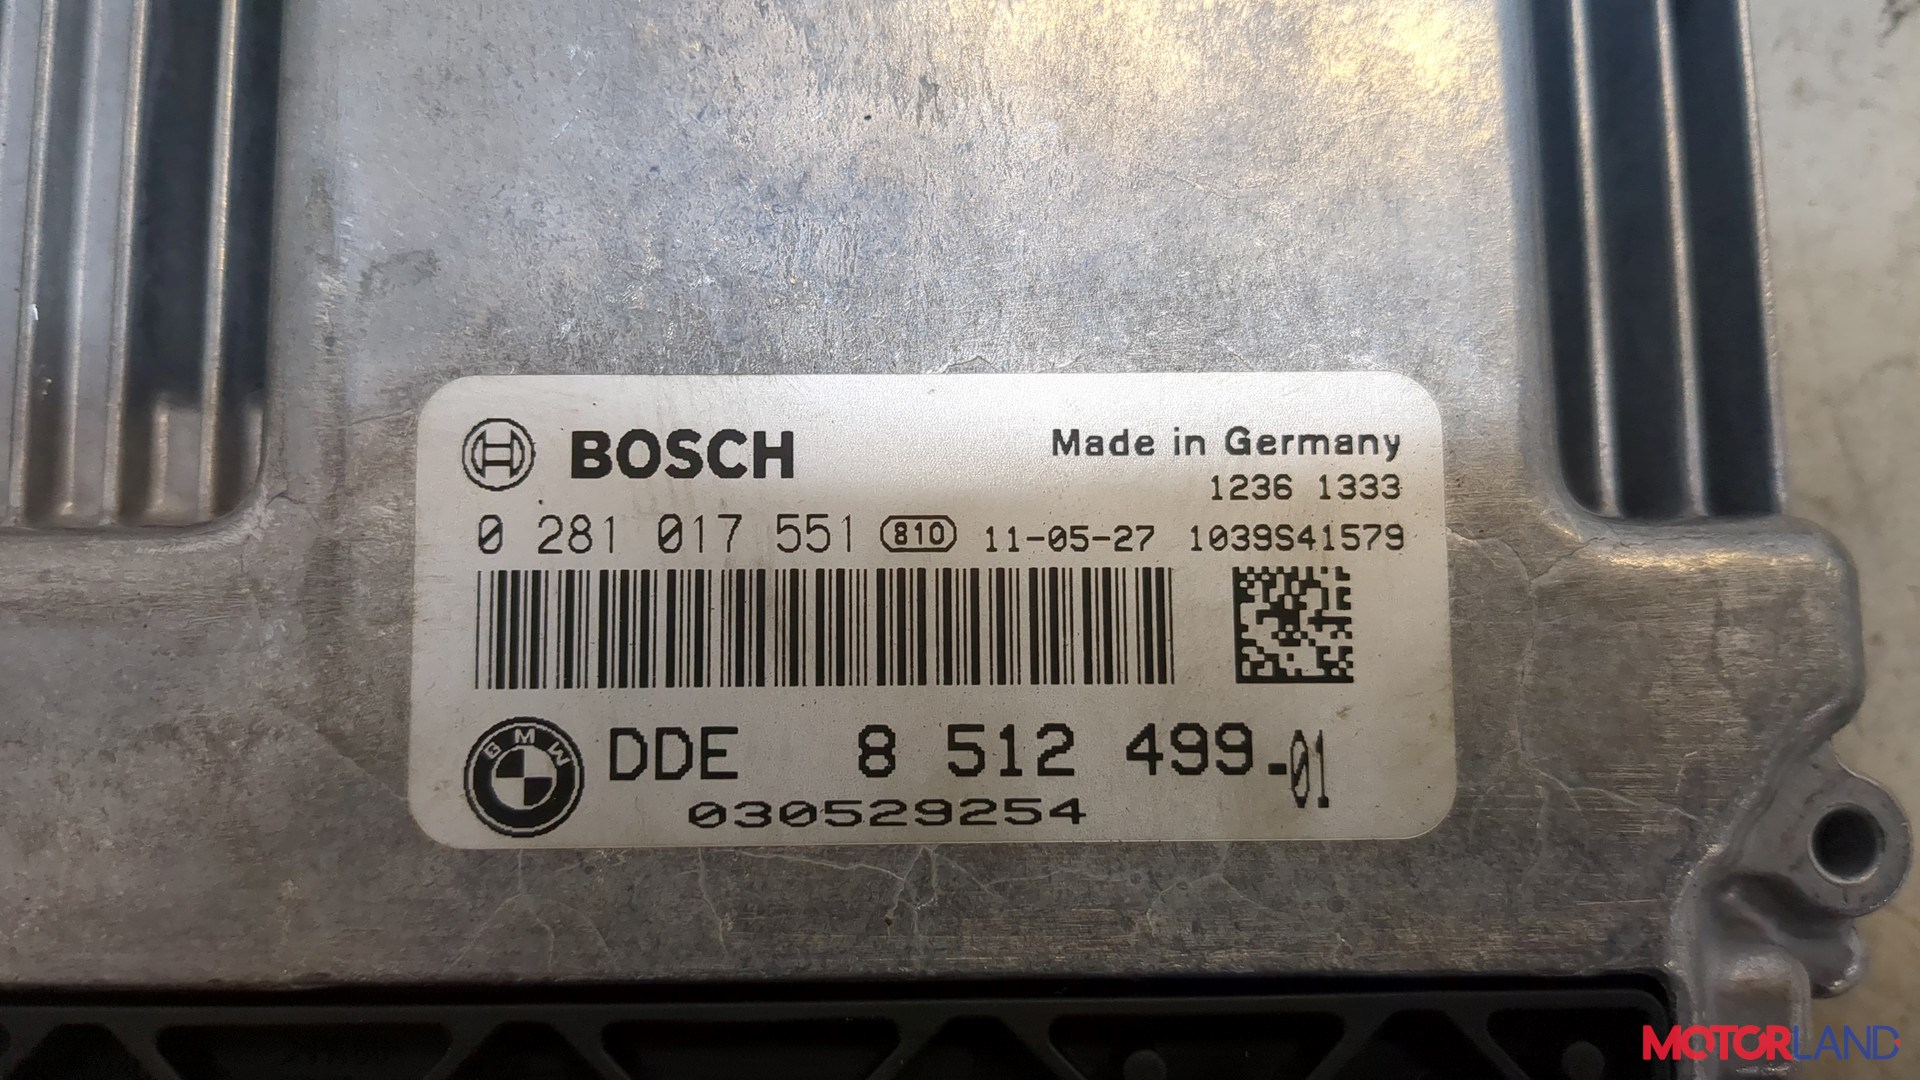 BOSCH
Made in Germany
1236 1333
0 281 017 551 810 11-05-27 1039S41579
BMW DDE 8 512 499-01
030529254
MOTORLAND